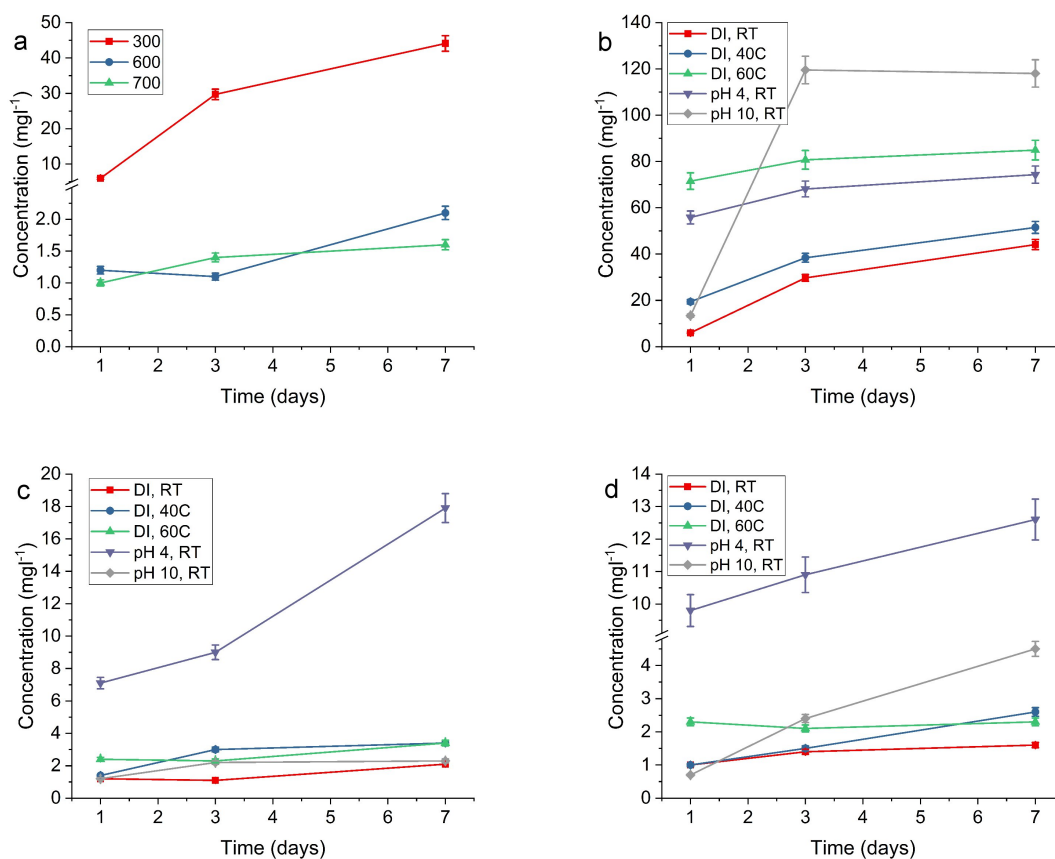 a
300
600
700
50
40
30
20
10
2.0
1.5
1.0
0.5
0.0
Concentration (mgl⁻¹)
1 2 3 4 5 6 7
Time (days)
b
DI, RT
DI, 40C
DI, 60C
pH 4, RT
pH 10, RT
140
120
100
80
60
40
20
0
Concentration (mgl⁻¹)
1 2 3 4 5 6 7
Time (days)
c
DI, RT
DI, 40C
DI, 60C
pH 4, RT
pH 10, RT
20
18
16
14
12
10
8
6
4
2
0
Concentration (mgl⁻¹)
1 2 3 4 5 6 7
Time (days)
d
DI, RT
DI, 40C
DI, 60C
pH 4, RT
pH 10, RT
14
13
12
11
10
4
3
2
1
0
Concentration (mgl⁻¹)
1 2 3 4 5 6 7
Time (days)